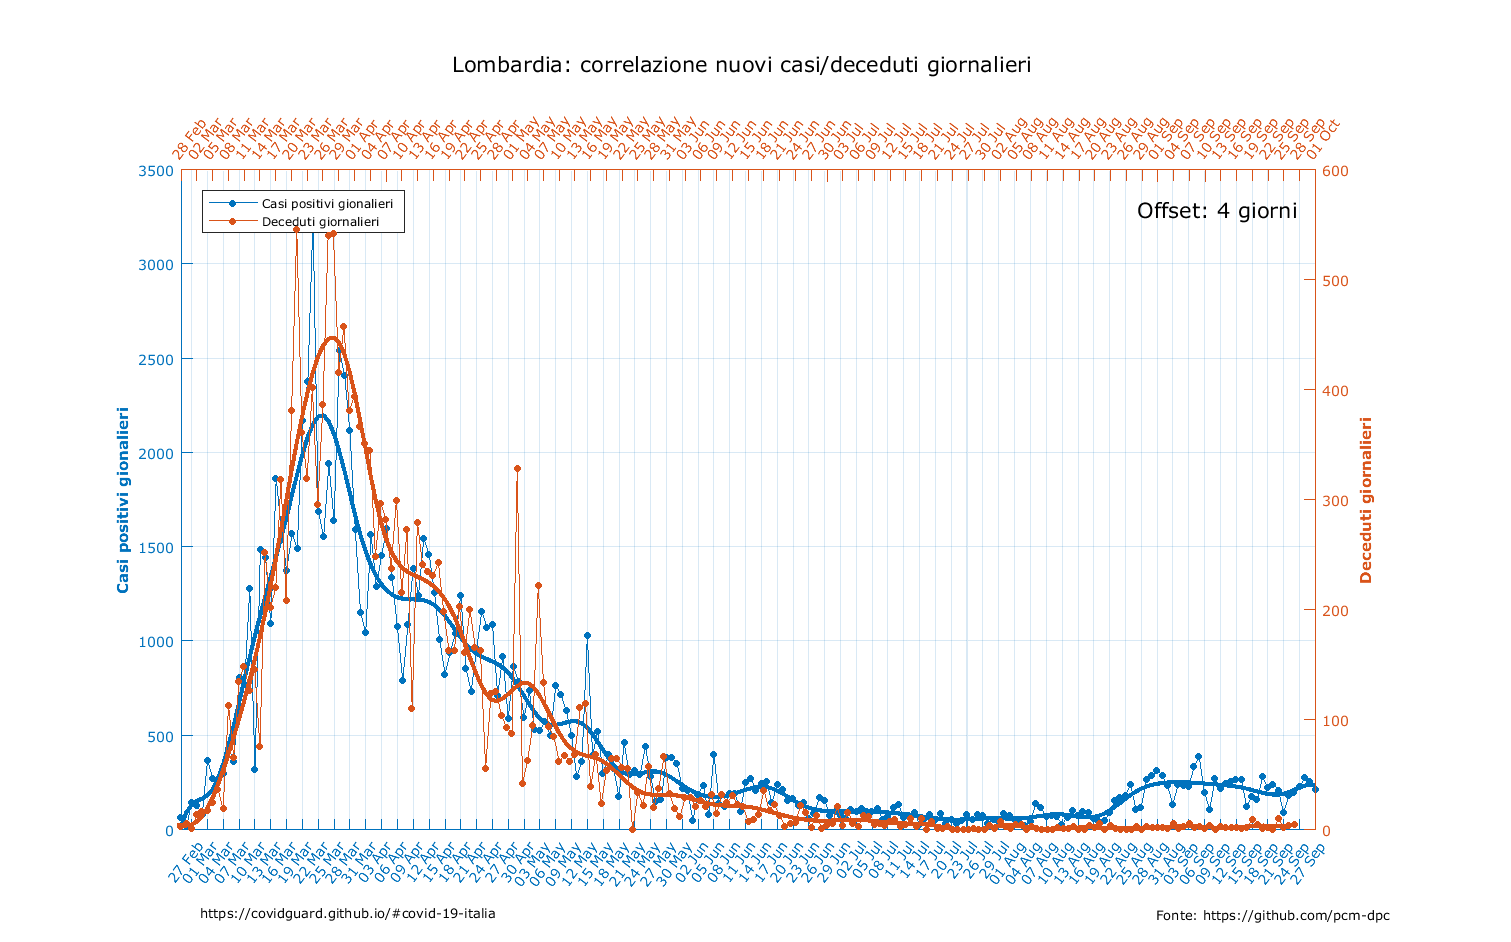 Lombardia: correlazione nuovi casi/deceduti giornalieri
28 Feb
02 Mar
05 Mar
08 Mar
11 Mar
14 Mar
17 Mar
20 Mar
23 Mar
26 Mar
29 Mar
01 Apr
04 Apr
07 Apr
10 Apr
13 Apr
16 Apr
19 Apr
22 Apr
25 Apr
28 Apr
01 May
04 May
07 May
10 May
13 May
16 May
19 May
22 May
25 May
28 May
31 May
03 Jun
06 Jun
09 Jun
12 Jun
15 Jun
18 Jun
21 Jun
24 Jun
27 Jun
30 Jun
03 Jul
06 Jul
09 Jul
12 Jul
15 Jul
18 Jul
21 Jul
24 Jul
27 Jul
30 Jul
02 Aug
05 Aug
08 Aug
11 Aug
14 Aug
17 Aug
20 Aug
23 Aug
26 Aug
29 Aug
01 Sep
04 Sep
07 Sep
10 Sep
13 Sep
16 Sep
19 Sep
22 Sep
25 Sep
28 Sep
01 Oct
3500
3000
2500
2000
1500
1000
500
0
Casi positivi gionalieri
Casi positivi gionalieri
Deceduti giornalieri
Offset: 4 giorni
600
500
400
300
200
100
0
Deceduti giornalieri
27 Feb
01 Mar
04 Mar
07 Mar
10 Mar
13 Mar
16 Mar
19 Mar
22 Mar
25 Mar
28 Mar
31 Mar
03 Apr
06 Apr
09 Apr
12 Apr
15 Apr
18 Apr
21 Apr
24 Apr
27 Apr
30 Apr
03 May
06 May
09 May
12 May
15 May
18 May
21 May
24 May
27 May
30 May
02 Jun
05 Jun
08 Jun
11 Jun
14 Jun
17 Jun
20 Jun
23 Jun
26 Jun
29 Jun
02 Jul
05 Jul
08 Jul
11 Jul
14 Jul
17 Jul
20 Jul
23 Jul
26 Jul
29 Jul
01 Aug
04 Aug
07 Aug
10 Aug
13 Aug
16 Aug
19 Aug
22 Aug
25 Aug
28 Aug
31 Aug
03 Sep
06 Sep
09 Sep
12 Sep
15 Sep
18 Sep
21 Sep
24 Sep
27 Sep
https://covidguard.github.io/#covid-19-italia
Fonte: https://github.com/pcm-dpc